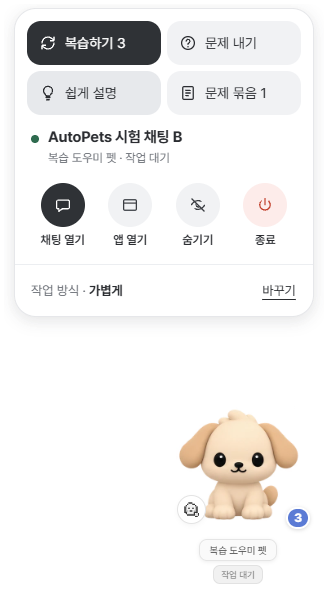 복습하기 3
문제 내기
쉽게 설명
문제 묶음 1
AutoPets 시험 채팅 B
복습 도우미 펫 · 작업 대기
채팅 열기
앱 열기
숨기기
종료
작업 방식 · 가볍게
바꾸기
3
복습 도우미 펫
작업 대기